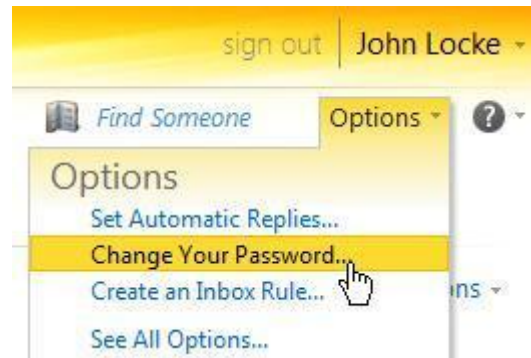 sign out John Locke
Find Someone Options ?
Options
Set Automatic Replies...
Change Your Password...
Create an Inbox Rule... ns
See All Options...